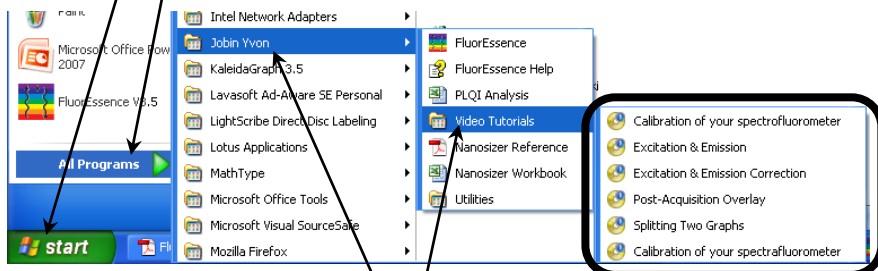 Paint
Microsoft Office Pow
2007
FluorEssence V3.5
All Programs
start
Fl
Intel Network Adapters
Jobin Yvon
KaleidaGraph 3.5
Lavasoft Ad-Aware SE Personal
LightScribe Direct Disc Labeling
Lotus Applications
MathType
Microsoft Office Tools
Microsoft Visual SourceSafe
Mozilla Firefox
FluorEssence
FluorEssence Help
PLQI Analysis
Video Tutorials
Nanosizer Reference
Nanosizer Workbook
Utilities
Calibration of your spectrofluorometer
Excitation & Emission
Excitation & Emission Correction
Post-Acquisition Overlay
Splitting Two Graphs
Calibration of your spectrafluorometer